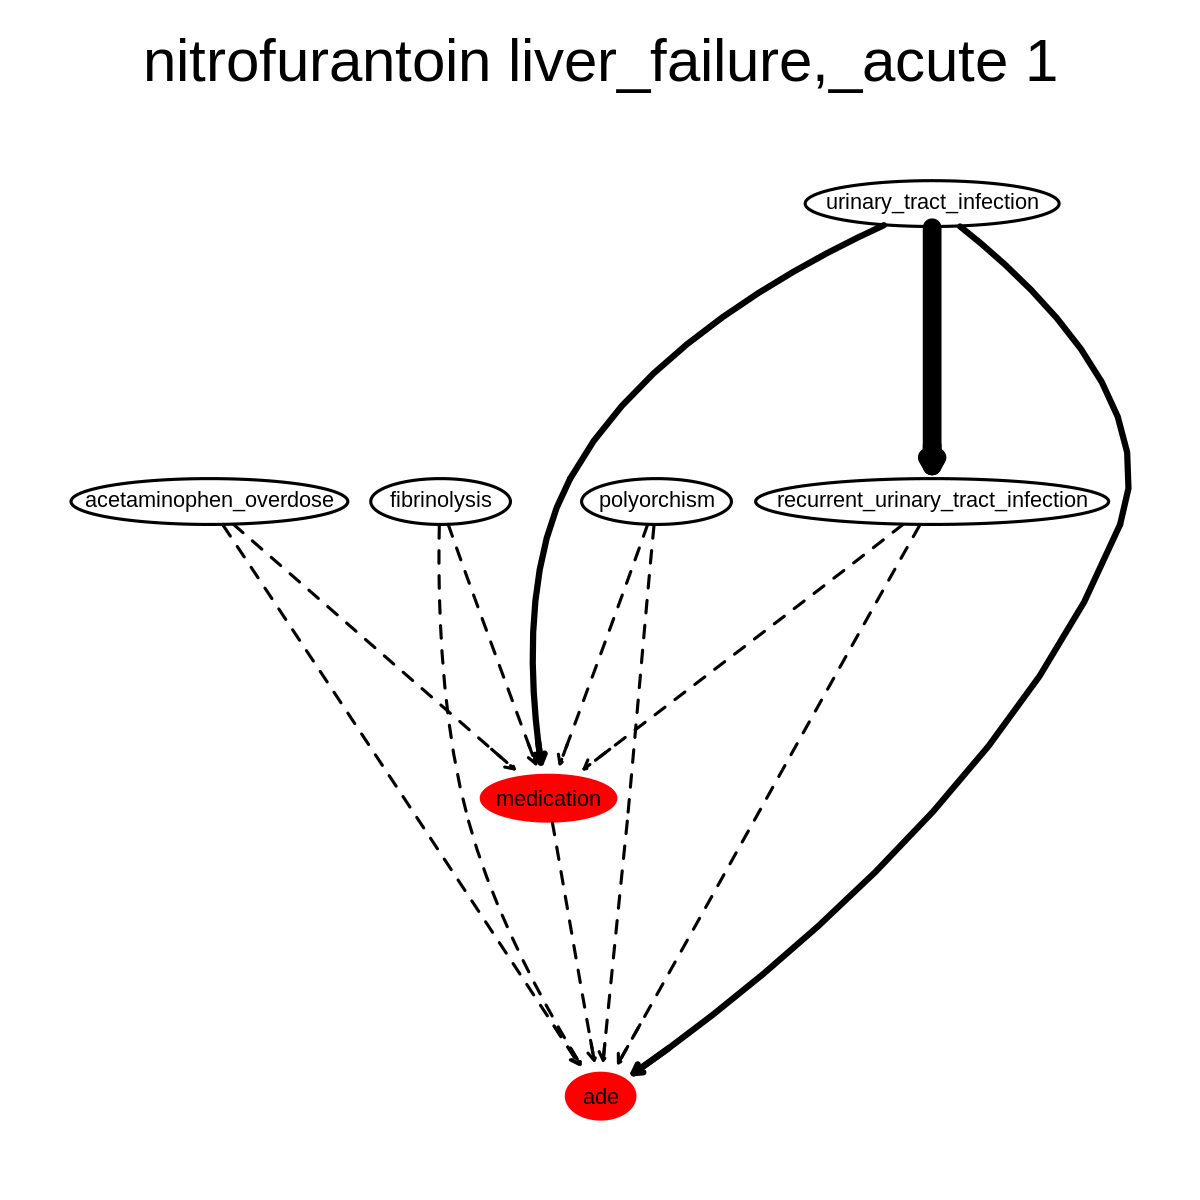 nitrofurantoin liver_failure,_acute 1
urinary_tract_infection
acetaminophen_overdose
fibrinolysis
polyorchism
recurrent_urinary_tract_infection
medication
ade